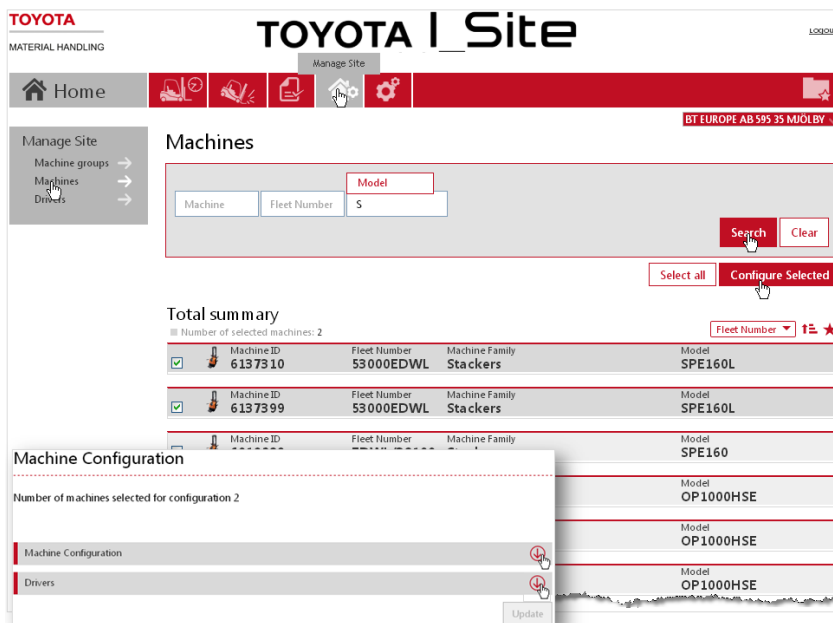 TOYOTA
MATERIAL HANDLING
TOYOTA I_Site
LOGOU
Manage Site
Home
BT EUROPE AB 595 35 MJÖLBY
Manage Site
Machine groups
Machines
Drivers
Machines
Model
Machine Fleet Number S
Search Clear
Select all Configure Selected
Total summary
Number of selected machines: 2
Fleet Number
Machine ID Fleet Number Machine Family Model
6137310 53000EDWL Stackers SPE160L
Machine ID Fleet Number Machine Family Model
6137399 53000EDWL Stackers SPE160L
Machine ID Fleet Number Machine Family Model
SPE160
Model
OP1000HSE
Model
OP1000HSE
Model
OP1000HSE
Machine Configuration
Number of machines selected for configuration 2
Machine Configuration
Drivers
Update